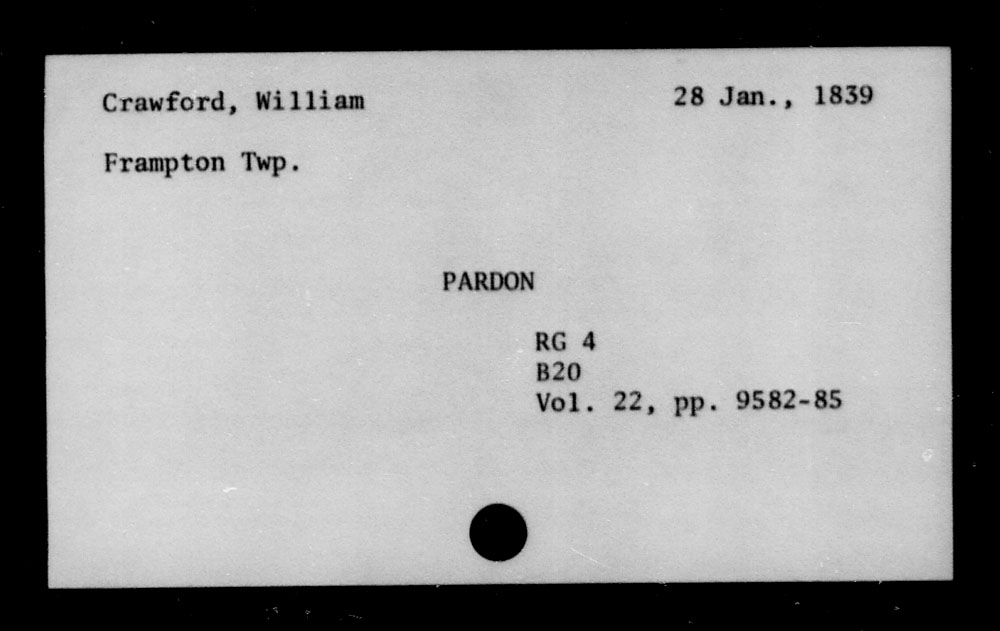 Crawford, William 28 Jan., 1839
Frampton Twp.
PARDON
RG 4
B20
Vol. 22, pp. 9582-85